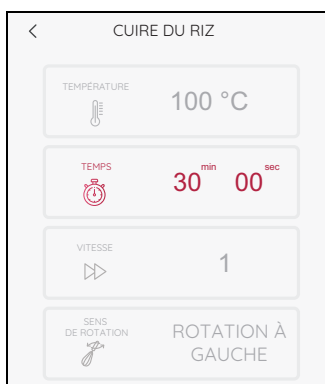 CUIRE DU RIZ
TEMPÉRATURE
100 °C
TEMPS
30 min 00 sec
VITESSE
1
SENS
DE ROTATION
ROTATION À
GAUCHE